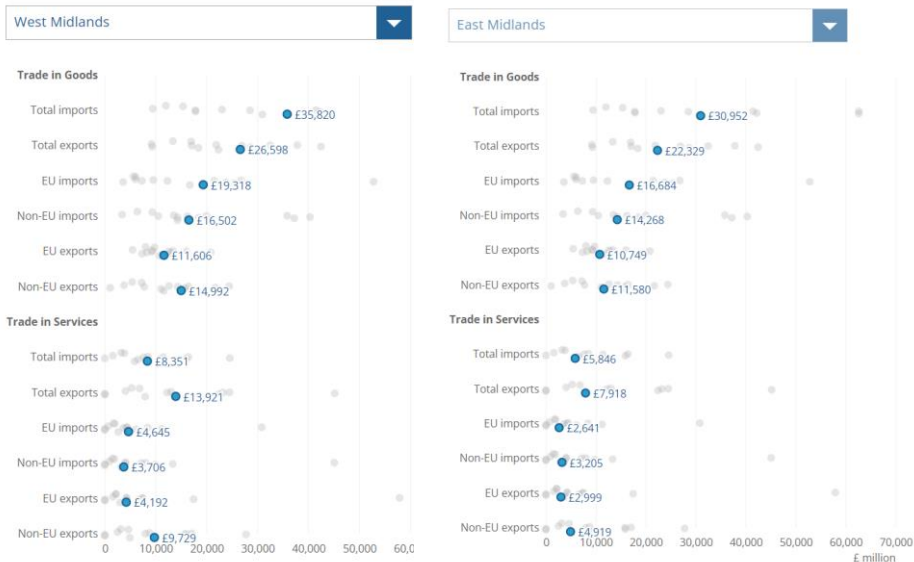 West Midlands
Trade in Goods
Total imports £35,820
Total exports £26,598
EU imports £19,318
Non-EU imports £16,502
EU exports £11,606
Non-EU exports £14,992
Trade in Services
Total imports £8,351
Total exports £13,921
EU imports £4,645
Non-EU imports £3,706
EU exports £4,192
Non-EU exports £9,729
0 10,000 20,000 30,000 40,000 50,000
East Midlands
Trade in Goods
Total imports £30,952
Total exports £22,329
EU imports £16,684
Non-EU imports £14,268
EU exports £10,749
Non-EU exports £11,580
Trade in Services
Total imports £5,846
Total exports £7,918
EU imports £2,641
Non-EU imports £3,205
EU exports £2,999
Non-EU exports £4,919
0 10,000 20,000 30,000 40,000 50,000 60,000 70,000
£ million